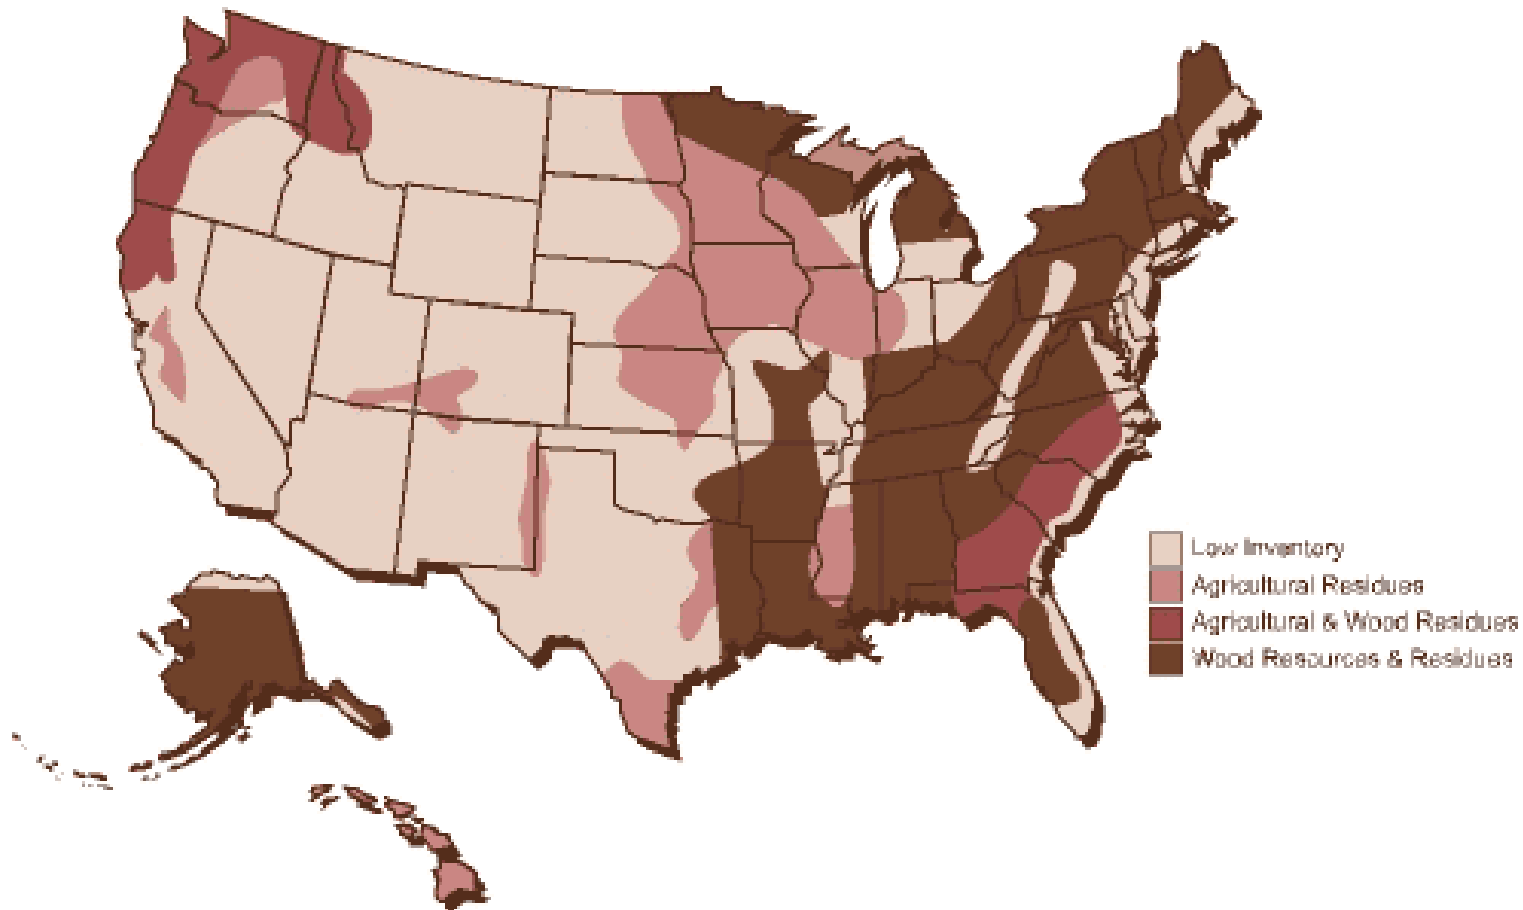 Low Inventory
Agricultural Residues
Agricultural & Wood Residues
Wood Resources & Residues